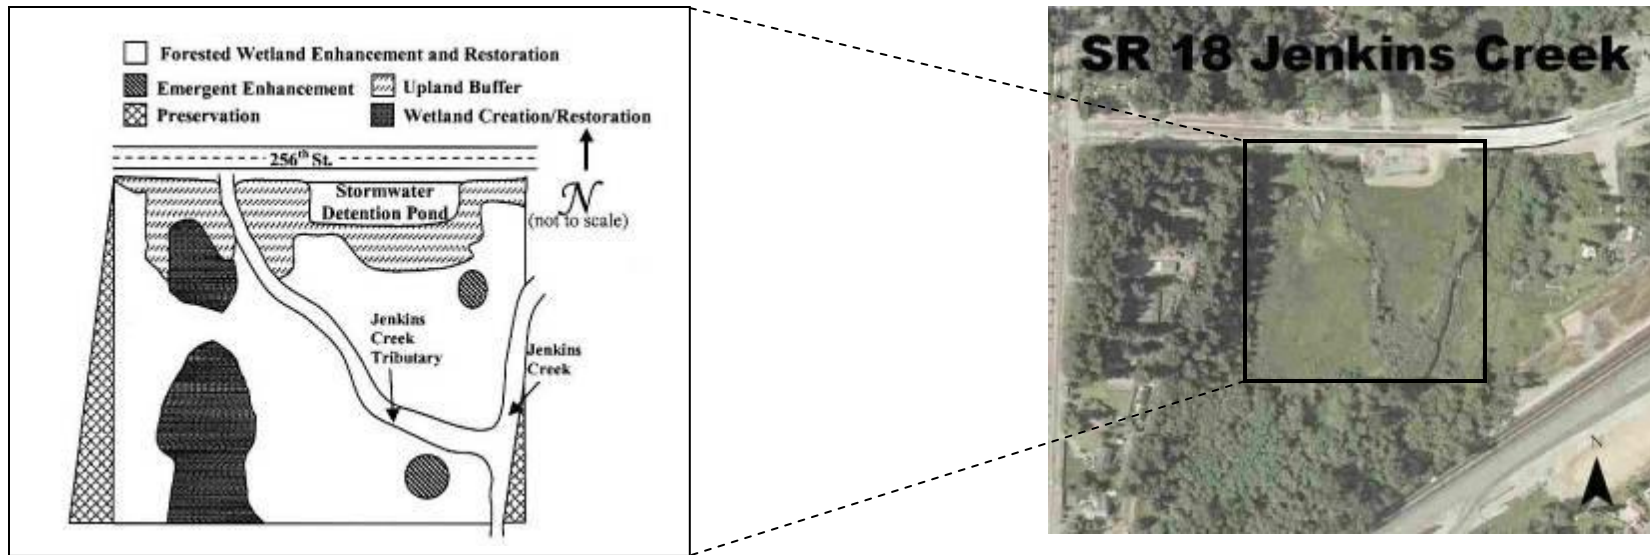 Forested Wetland Enhancement and Restoration
Emergent Enhancement
Upland Buffer
Preservation
Wetland Creation/Restoration
256th St.
N
(not to scale)
Stormwater
Detention Pond
Jenkins
Creek
Tributary
Jenkins
Creek
SR 18 Jenkins Creek
N